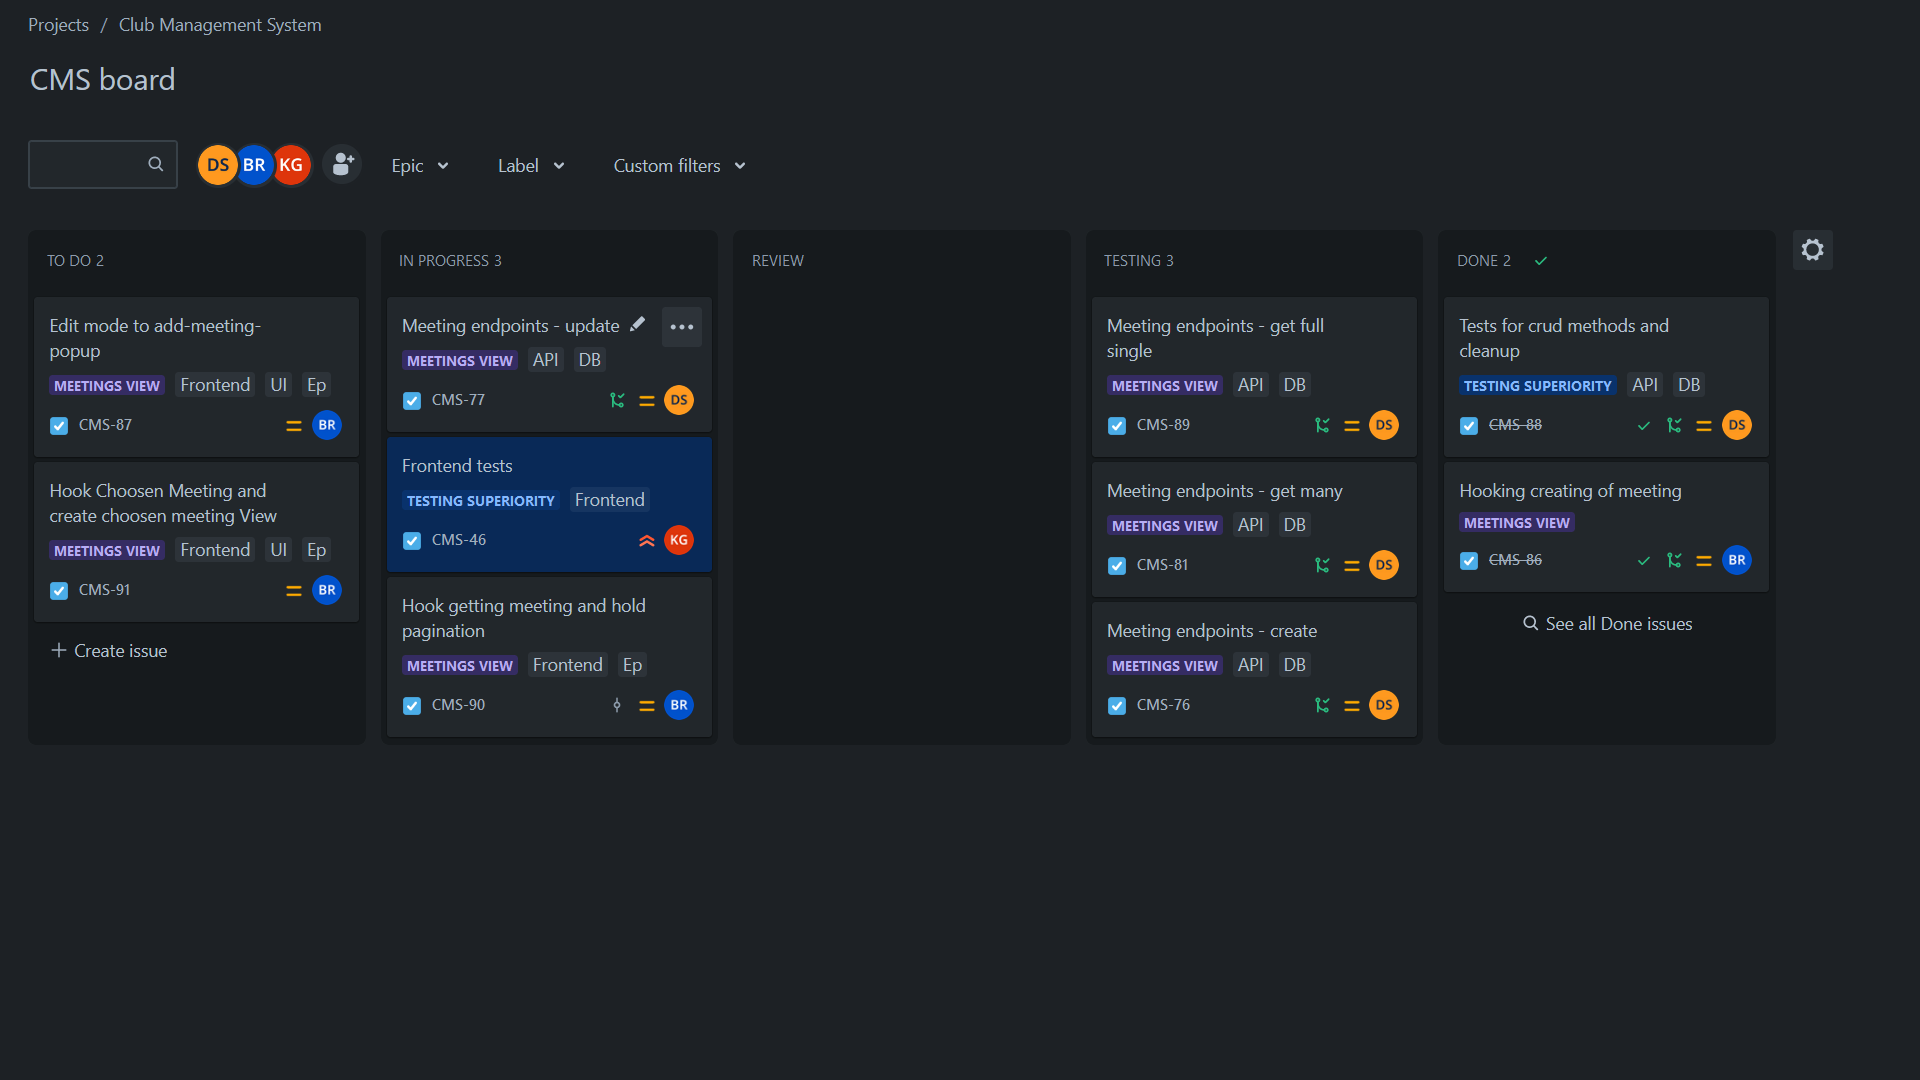 Projects / Club Management System
CMS board
DS BR KG Epic Label Custom filters
TO DO 2
Edit mode to add-meeting-
popup
MEETINGS VIEW Frontend UI Ep
CMS-87 BR
Hook Choosen Meeting and
create choosen meeting View
MEETINGS VIEW Frontend UI Ep
CMS-91 BR
+ Create issue
IN PROGRESS 3
Meeting endpoints - update
MEETINGS VIEW API DB
CMS-77 DS
Frontend tests
TESTING SUPERIORITY Frontend
CMS-46 KG
Hook getting meeting and hold
pagination
MEETINGS VIEW Frontend Ep
CMS-90 BR
REVIEW
TESTING 3
Meeting endpoints - get full
single
MEETINGS VIEW API DB
CMS-89 DS
Meeting endpoints - get many
MEETINGS VIEW API DB
CMS-81 DS
Meeting endpoints - create
MEETINGS VIEW API DB
CMS-76 DS
DONE 2
Tests for crud methods and
cleanup
TESTING SUPERIORITY API DB
CMS-88 DS
Hooking creating of meeting
MEETINGS VIEW
CMS-86 BR
See all Done issues